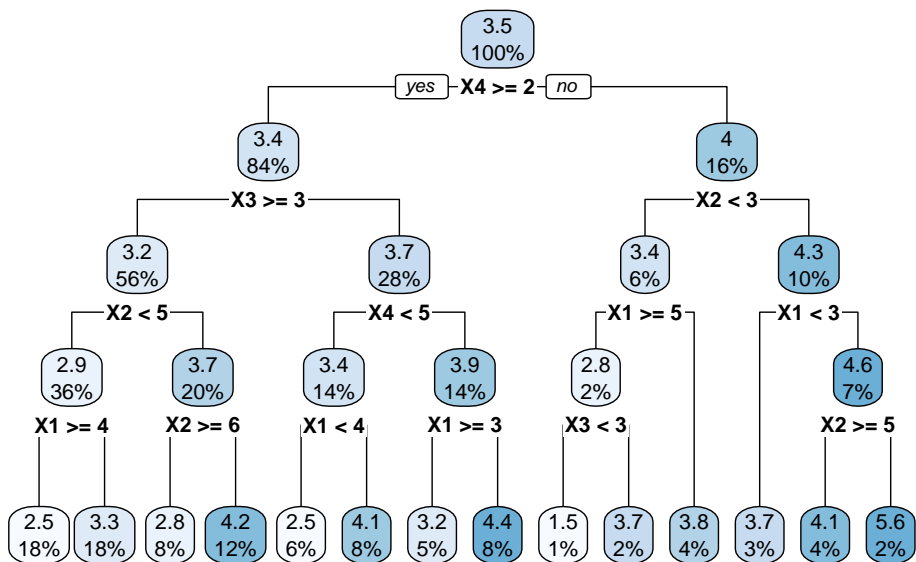 3.5
100%
yes X4 >= 2 no
3.4 4
84% 16%
X3 >= 3 X2 < 3
3.2 3.7 3.4 4.3
56% 28% 6% 10%
X2 < 5 X4 < 5 X1 >= 5 X1 < 3
2.9 3.7 3.4 3.9 2.8 4.6
36% 20% 14% 14% 2% 7%
X1 >= 4 X2 >= 6 X1 < 4 X1 >= 3 X3 < 3 X2 >= 5
2.5 3.3 2.8 4.2 2.5 4.1 3.2 4.4 1.5 3.7 3.8 3.7 4.1 5.6
18% 18% 8% 12% 6% 8% 5% 8% 1% 2% 4% 3% 4% 2%